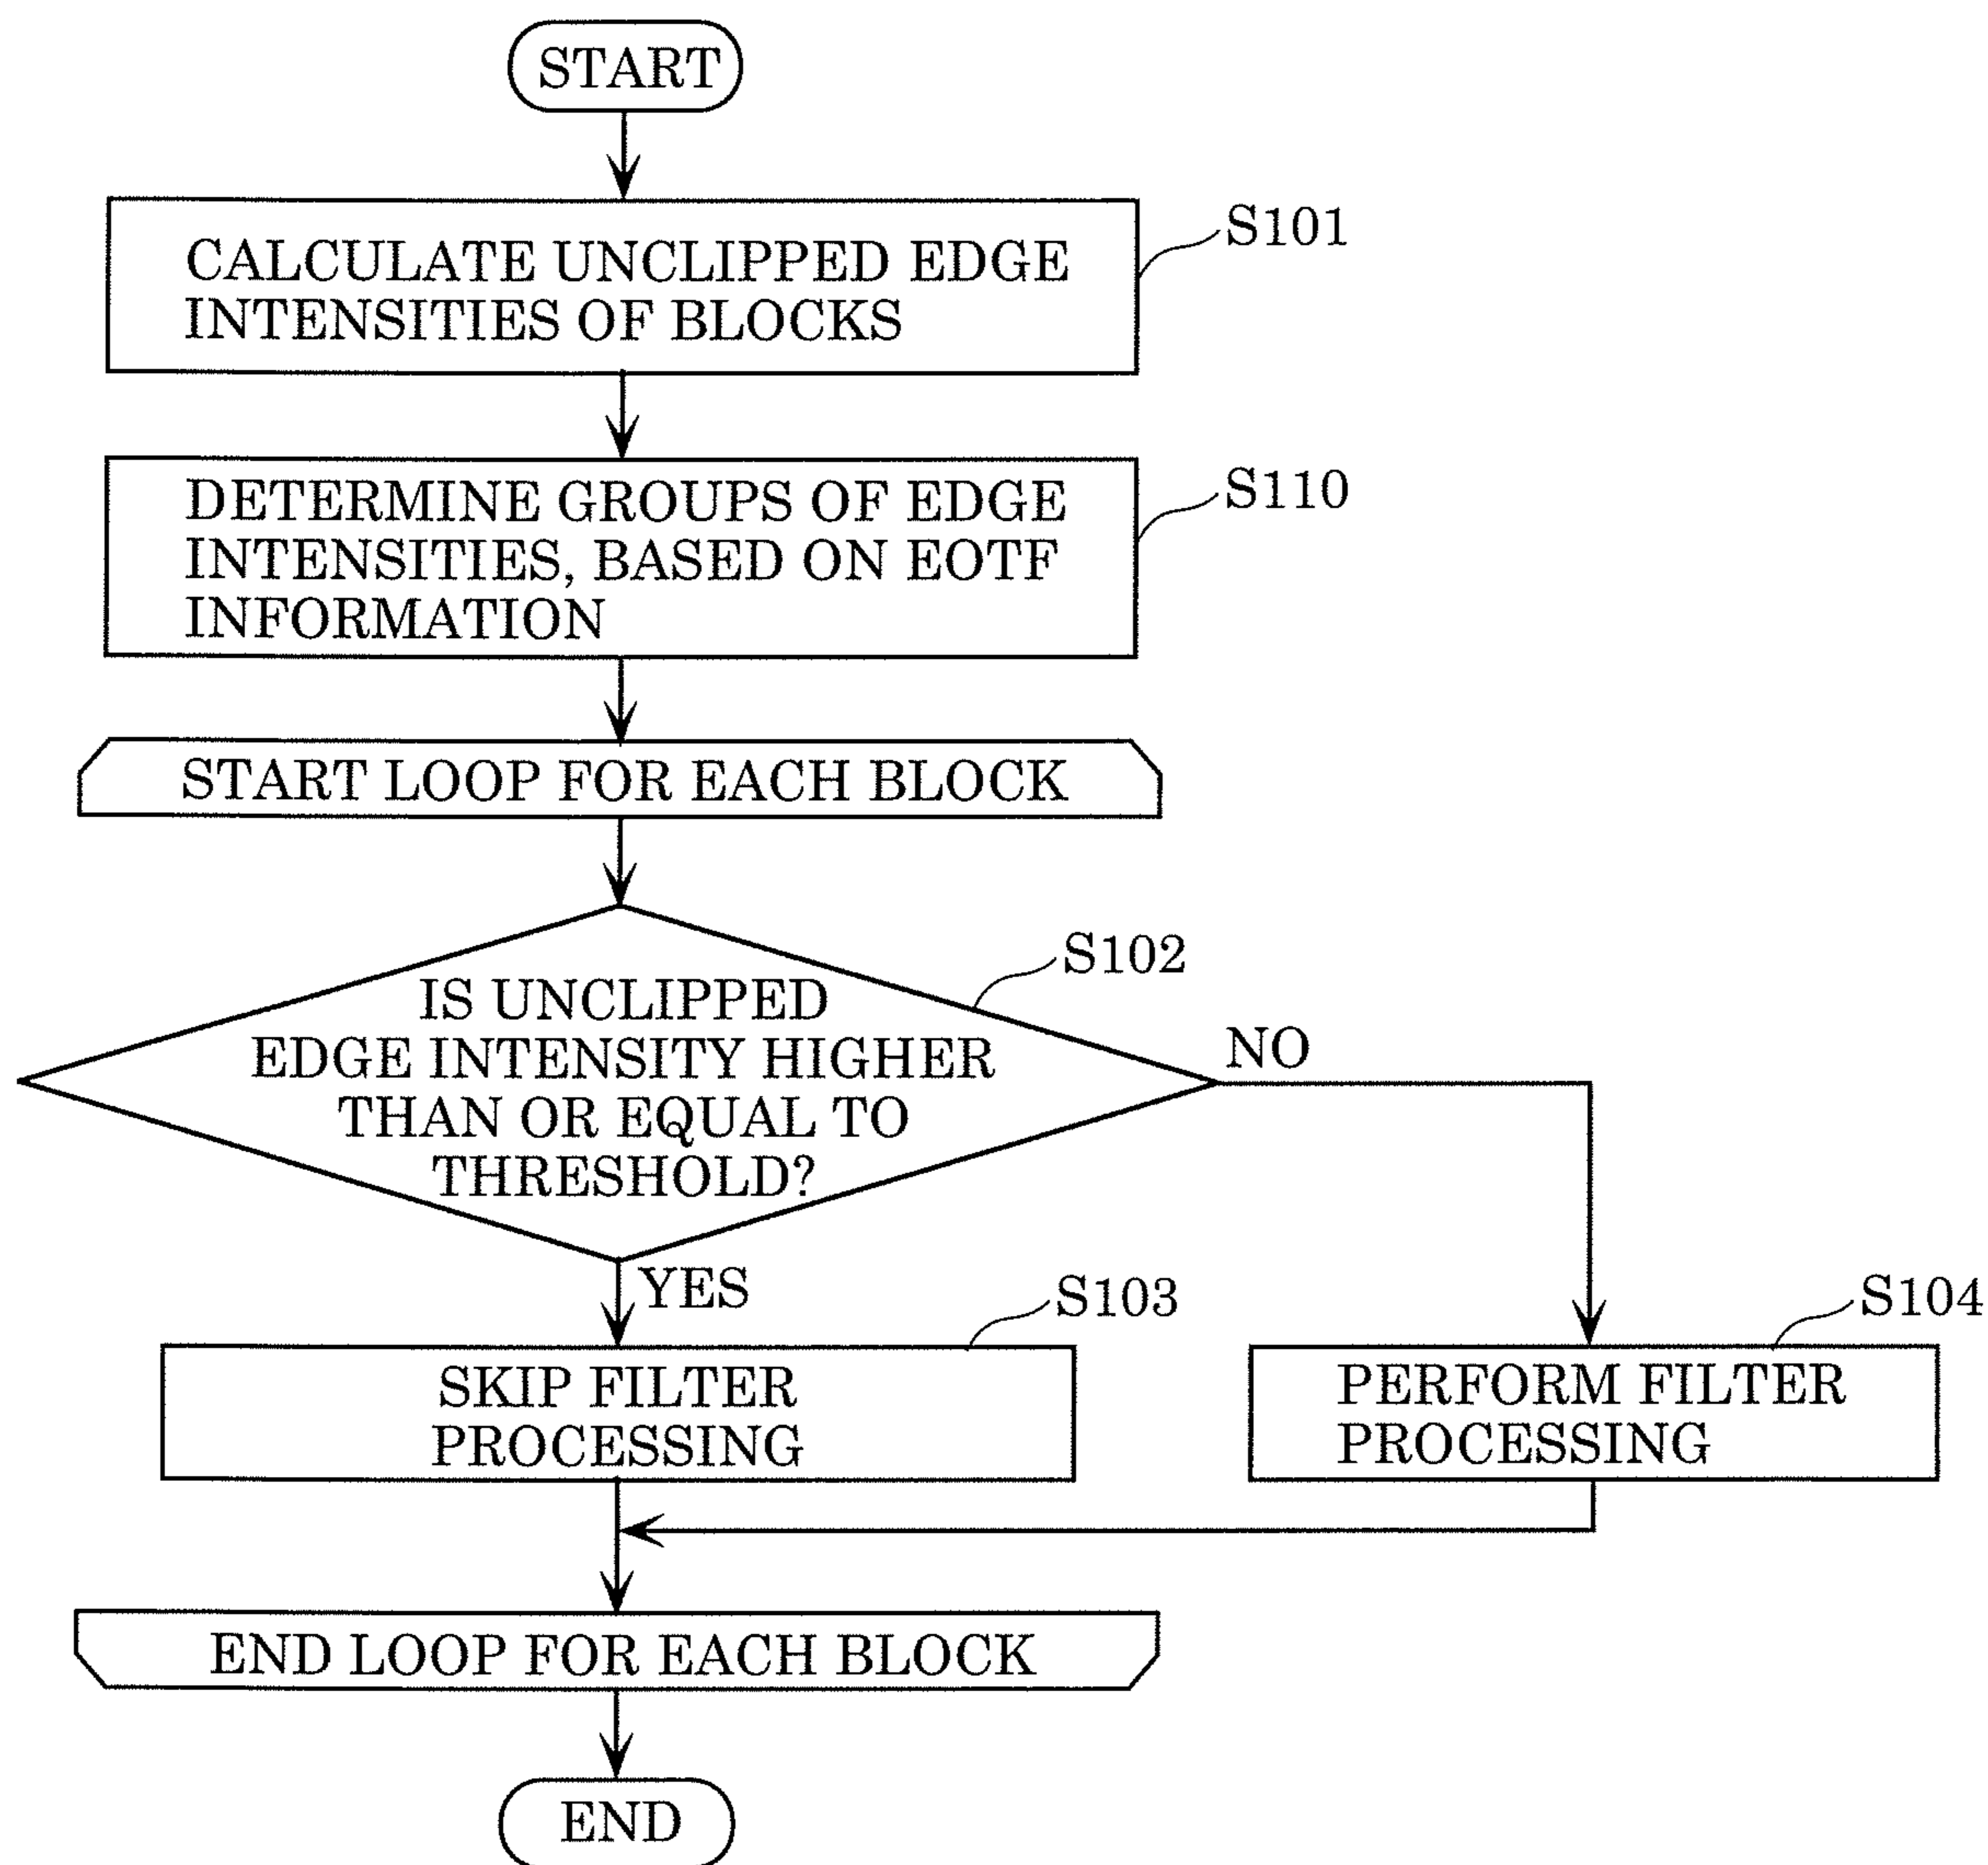 START
CALCULATE UNCLIPPED EDGE
INTENSITIES OF BLOCKS
S101
DETERMINE GROUPS OF EDGE
INTENSITIES, BASED ON EOTF
INFORMATION
S110
START LOOP FOR EACH BLOCK
IS UNCLIPPED
EDGE INTENSITY HIGHER
THAN OR EQUAL TO
THRESHOLD?
S102
NO
YES
SKIP FILTER
PROCESSING
S103
PERFORM FILTER
PROCESSING
S104
END LOOP FOR EACH BLOCK
END